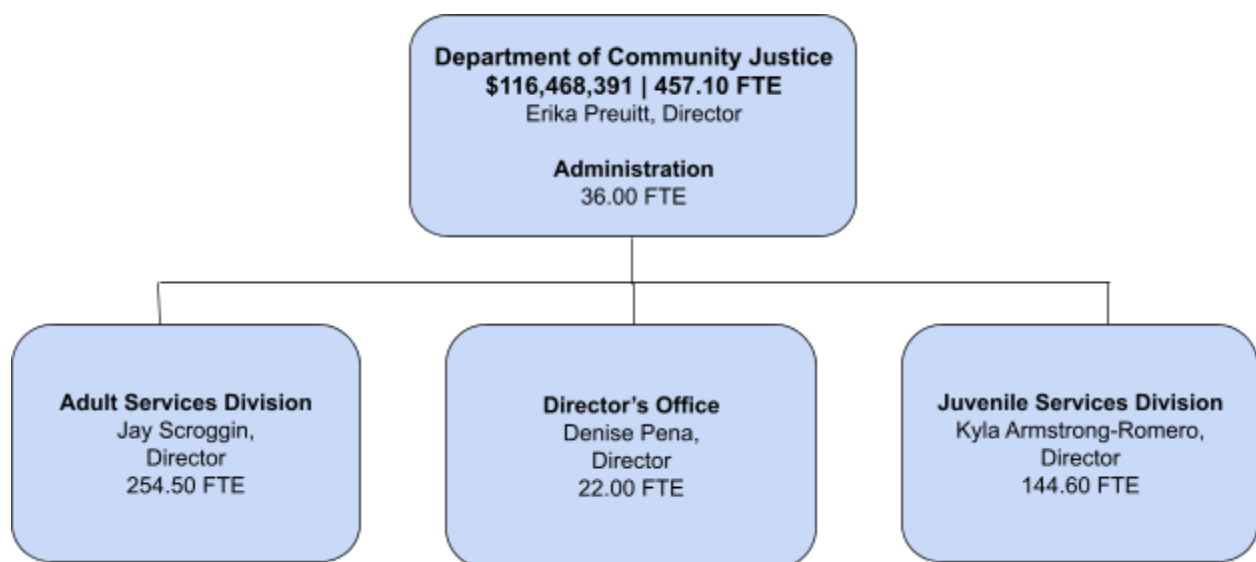 Department of Community Justice
$116,468,391 | 457.10 FTE
Erika Preuitt, Director
Administration
36.00 FTE
Adult Services Division
Jay Scroggin,
Director
254.50 FTE
Director’s Office
Denise Pena,
Director
22.00 FTE
Juvenile Services Division
Kyla Armstrong-Romero,
Director
144.60 FTE